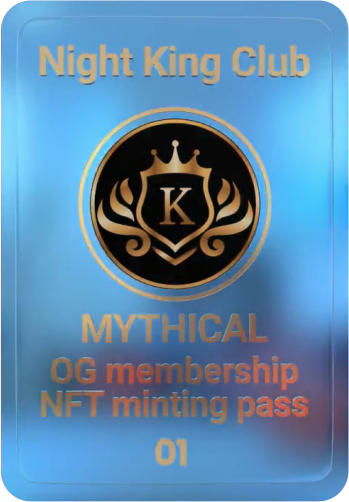 Night King Club
K
MYTHICAL
OG membership
NFT minting pass
01